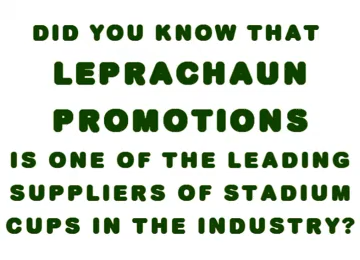 DID YOU KNOW THAT
LEPRACHAUN
PROMOTIONS
IS ONE OF THE LEADING
SUPPLIERS OF STADIUM
CUPS IN THE INDUSTRY?